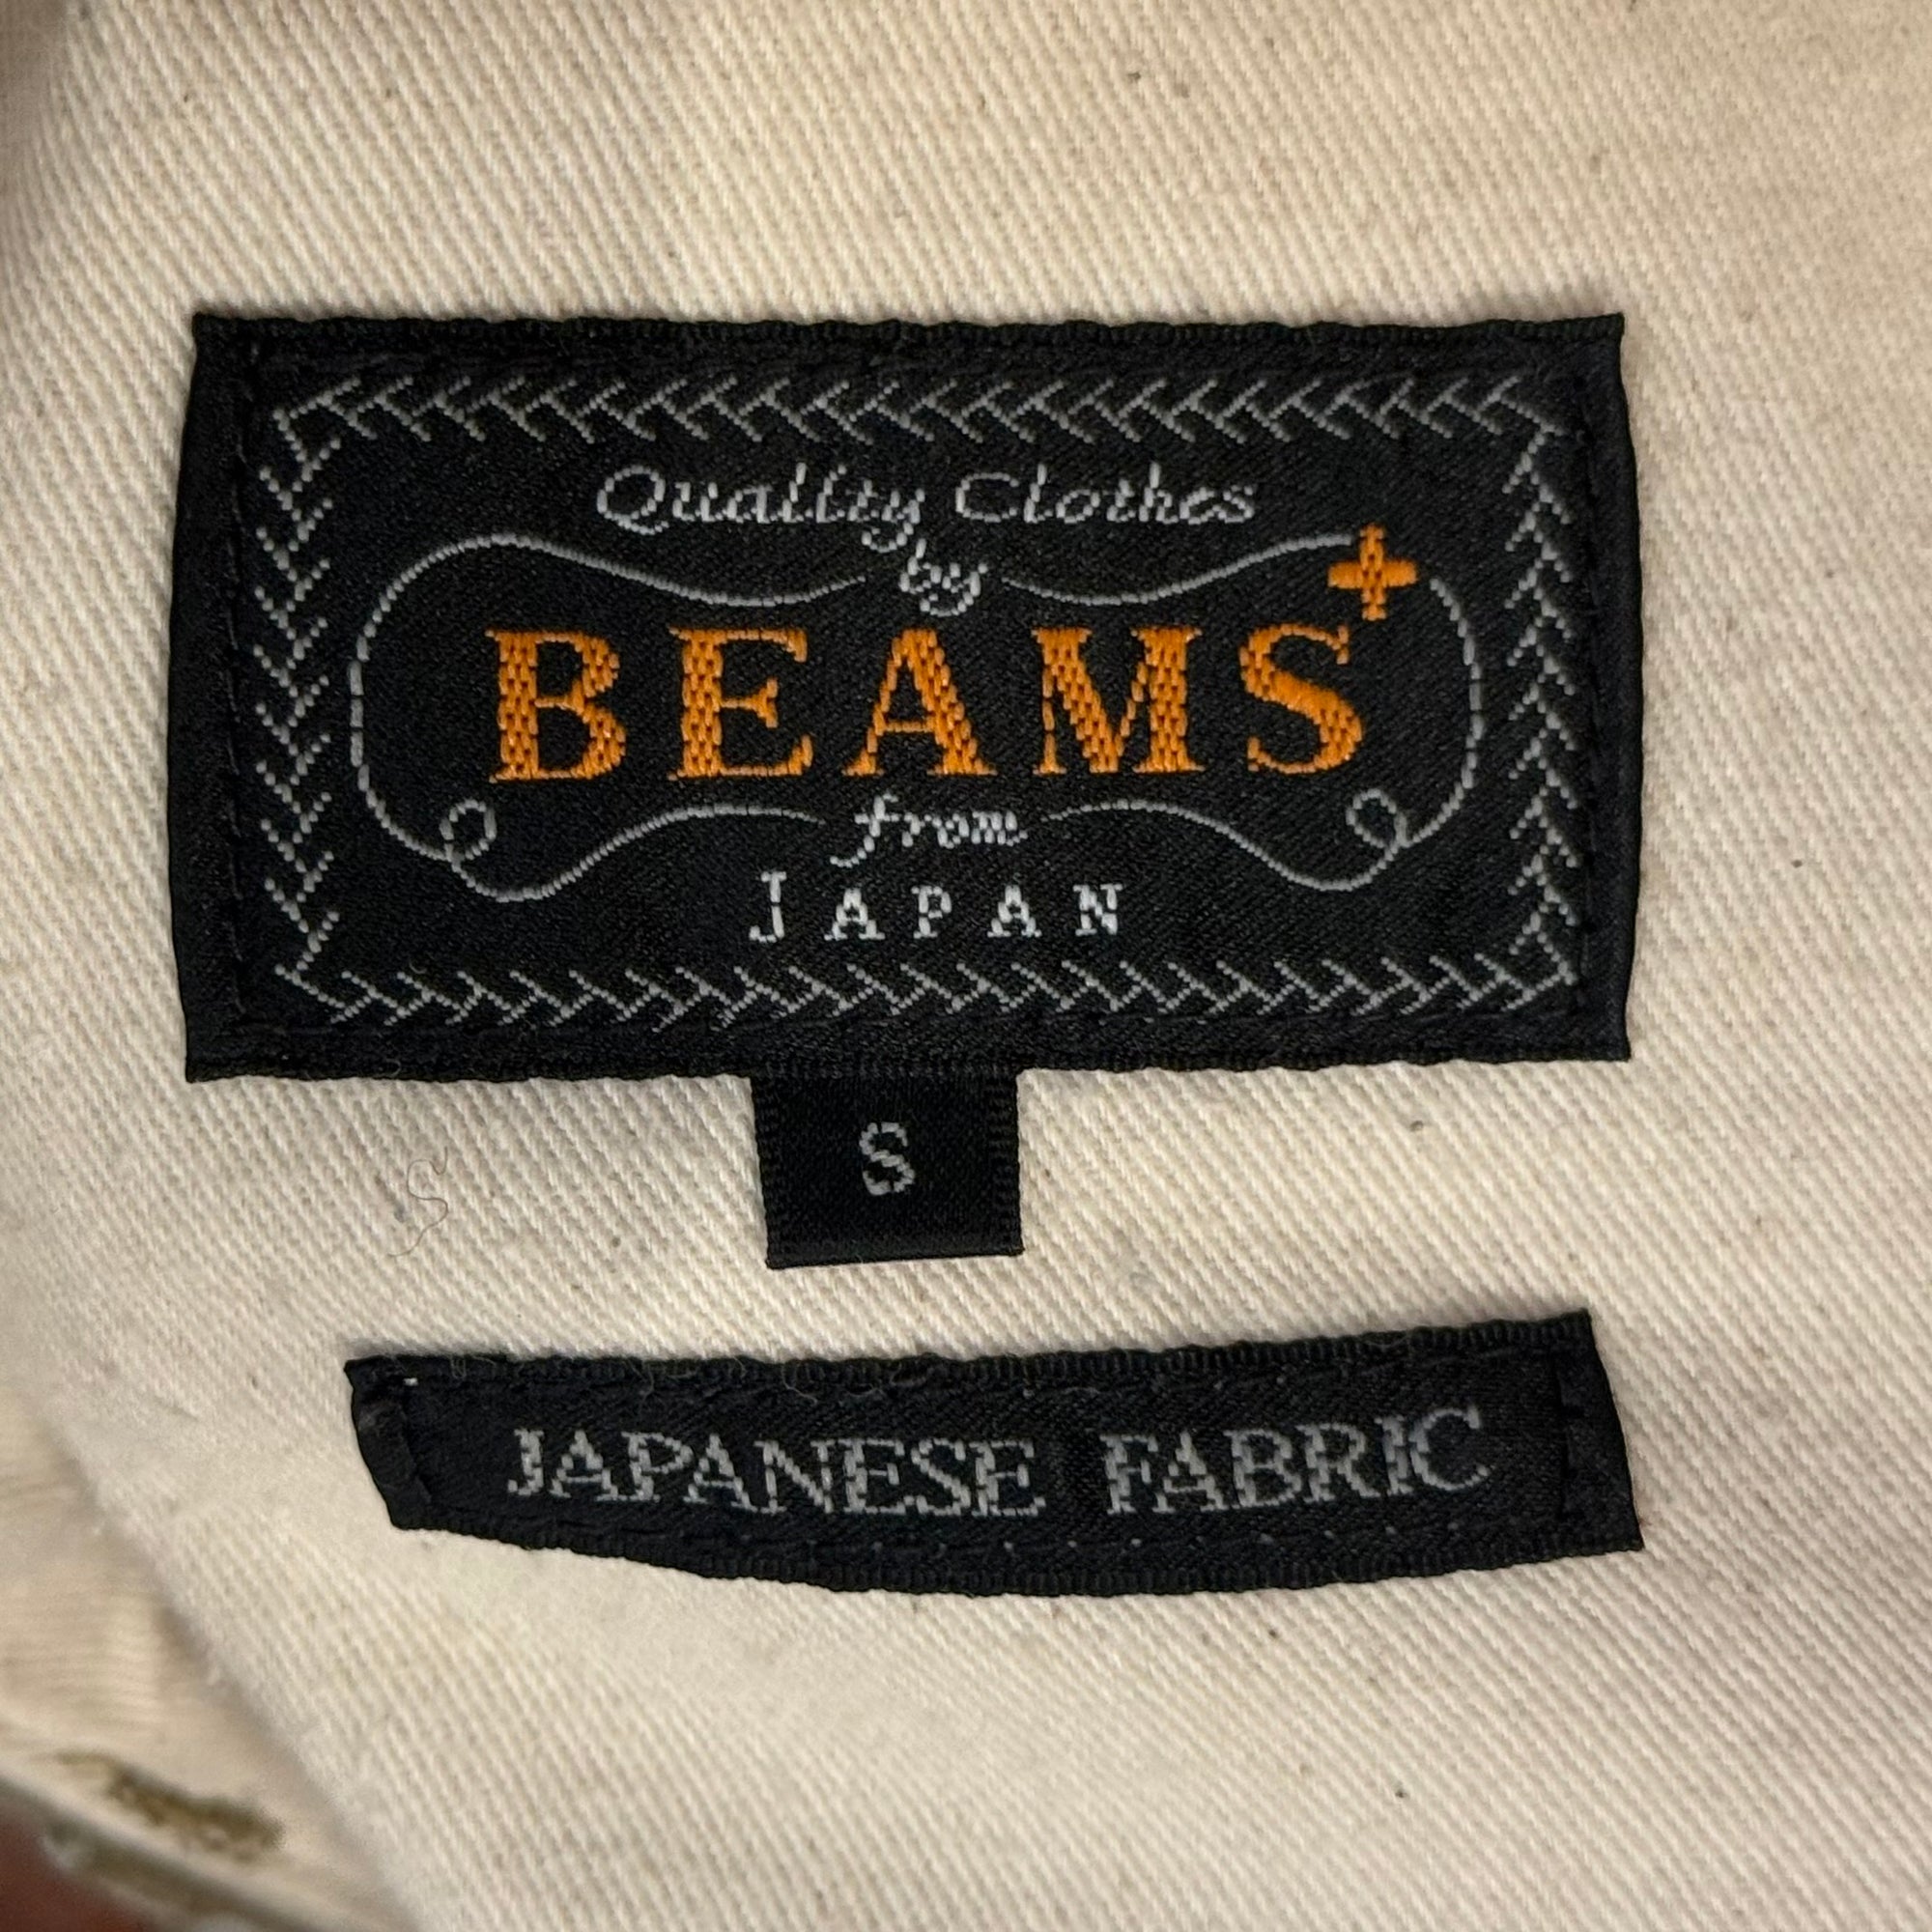 Quality Clothes
by
BEAMS+
from
JAPAN
S
JAPANESE FABRIC